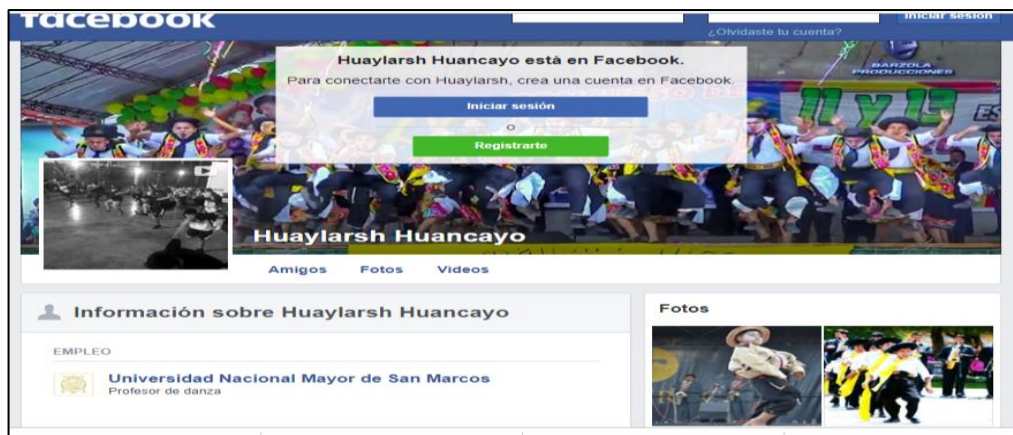 facebook
Iniciar sesión
¿Olvidaste tu cuenta?
Huaylarsh Huancayo está en Facebook.
Para conectarte con Huaylarsh, crea una cuenta en Facebook.
Iniciar sesión
o
Registrarte
BARZOLA
PRODUCCIONES
11 y 12
Huaylarsh Huancayo
Amigos Fotos Videos
Información sobre Huaylarsh Huancayo
EMPLEO
Universidad Nacional Mayor de San Marcos
Profesor de danza
Fotos